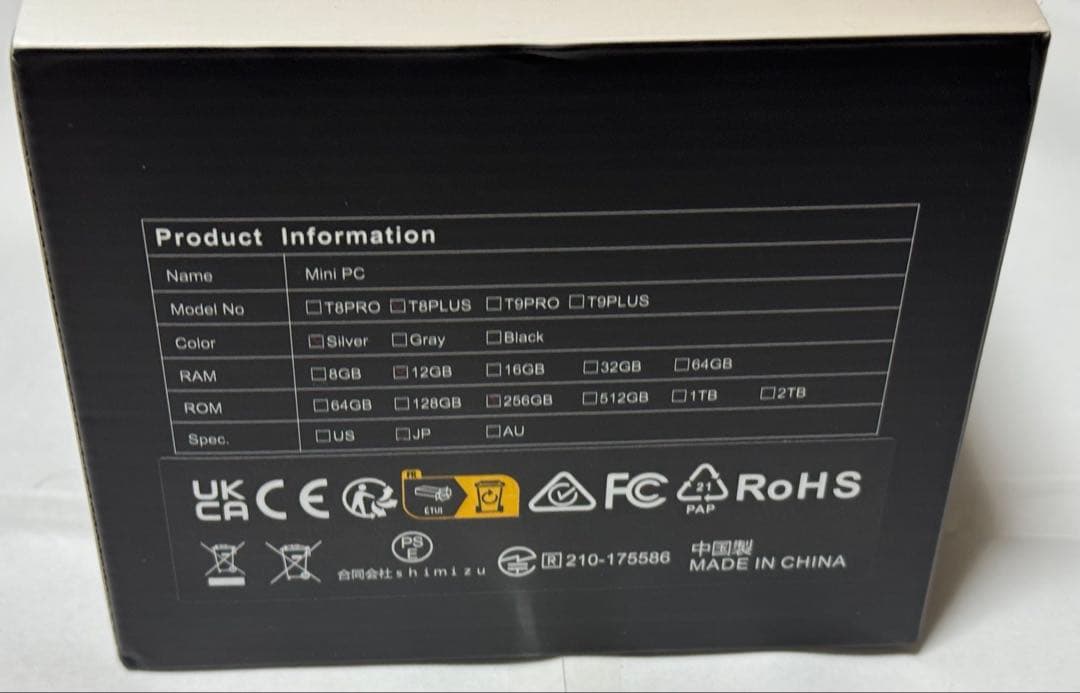 Product Information
Name Mini PC
Model No □T8PRO □T8PLUS □T9PRO □T9PLUS
Color □Silver □Gray □Black
RAM □8GB □12GB □16GB □32GB □64GB
ROM □64GB □128GB □256GB □512GB □1TB □2TB
Spec. □US □JP □AU
UK CA CE FR ETUI FC 21 PAP RoHS
PS E
合同会社shimizu R 210-175586 中国製
MADE IN CHINA